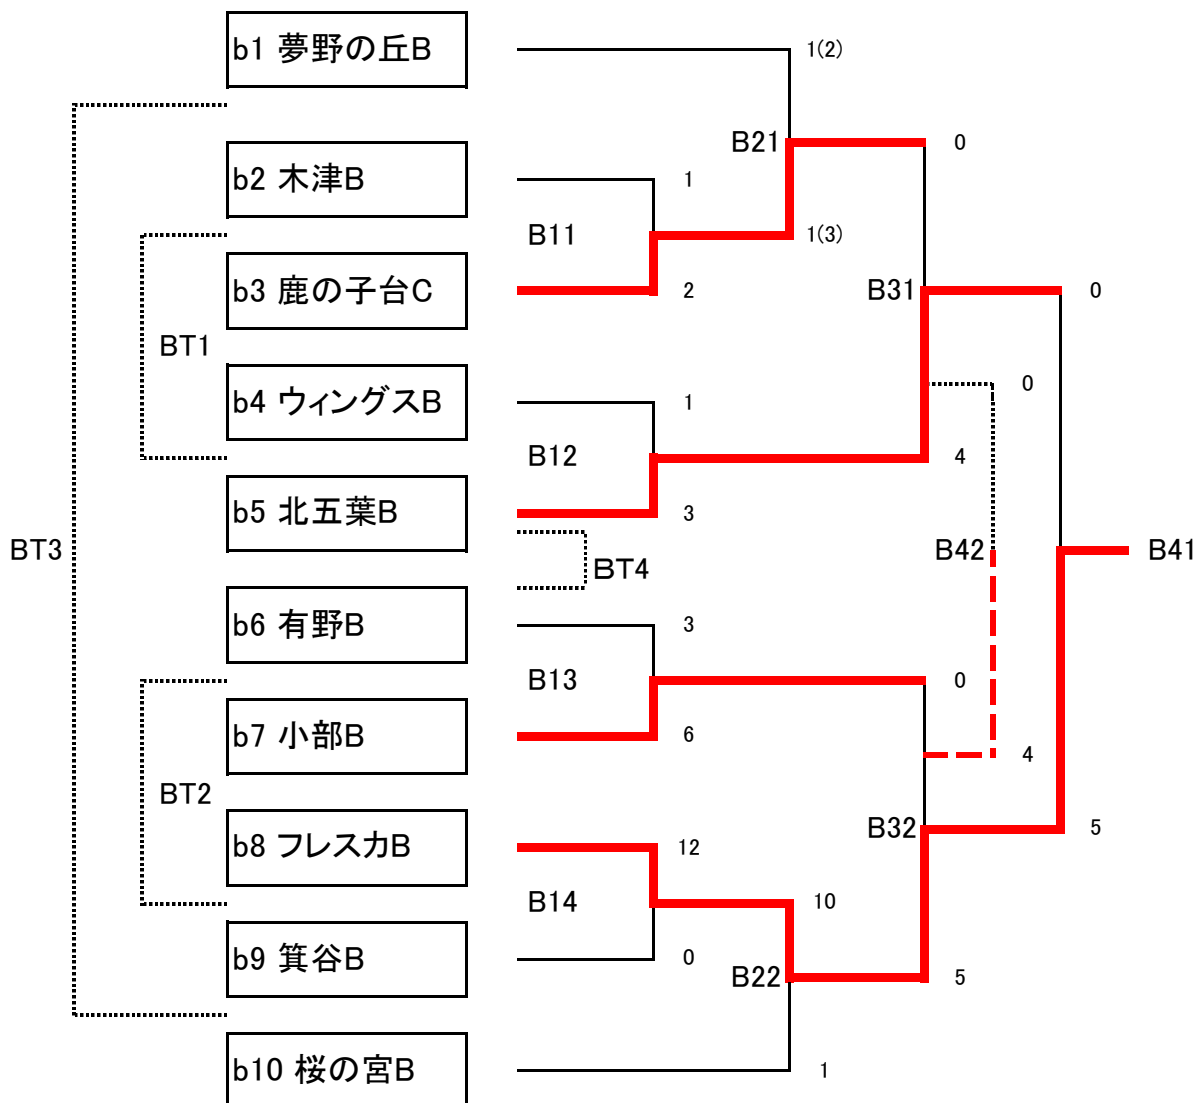 b1 夢野の丘B
1(2)
B21
0
b2 木津B
1
B11
1(3)
b3 鹿の子台C
2
B31
0
BT1
0
b4 ウィングスB
1
B12
4
b5 北五葉B
3
BT3
BT4
B42
B41
b6 有野B
3
B13
0
b7 小部B
6
4
BT2
B32
5
b8 フレスカB
12
B14
10
b9 箕谷B
0
B22
5
b10 桜の宮B
1